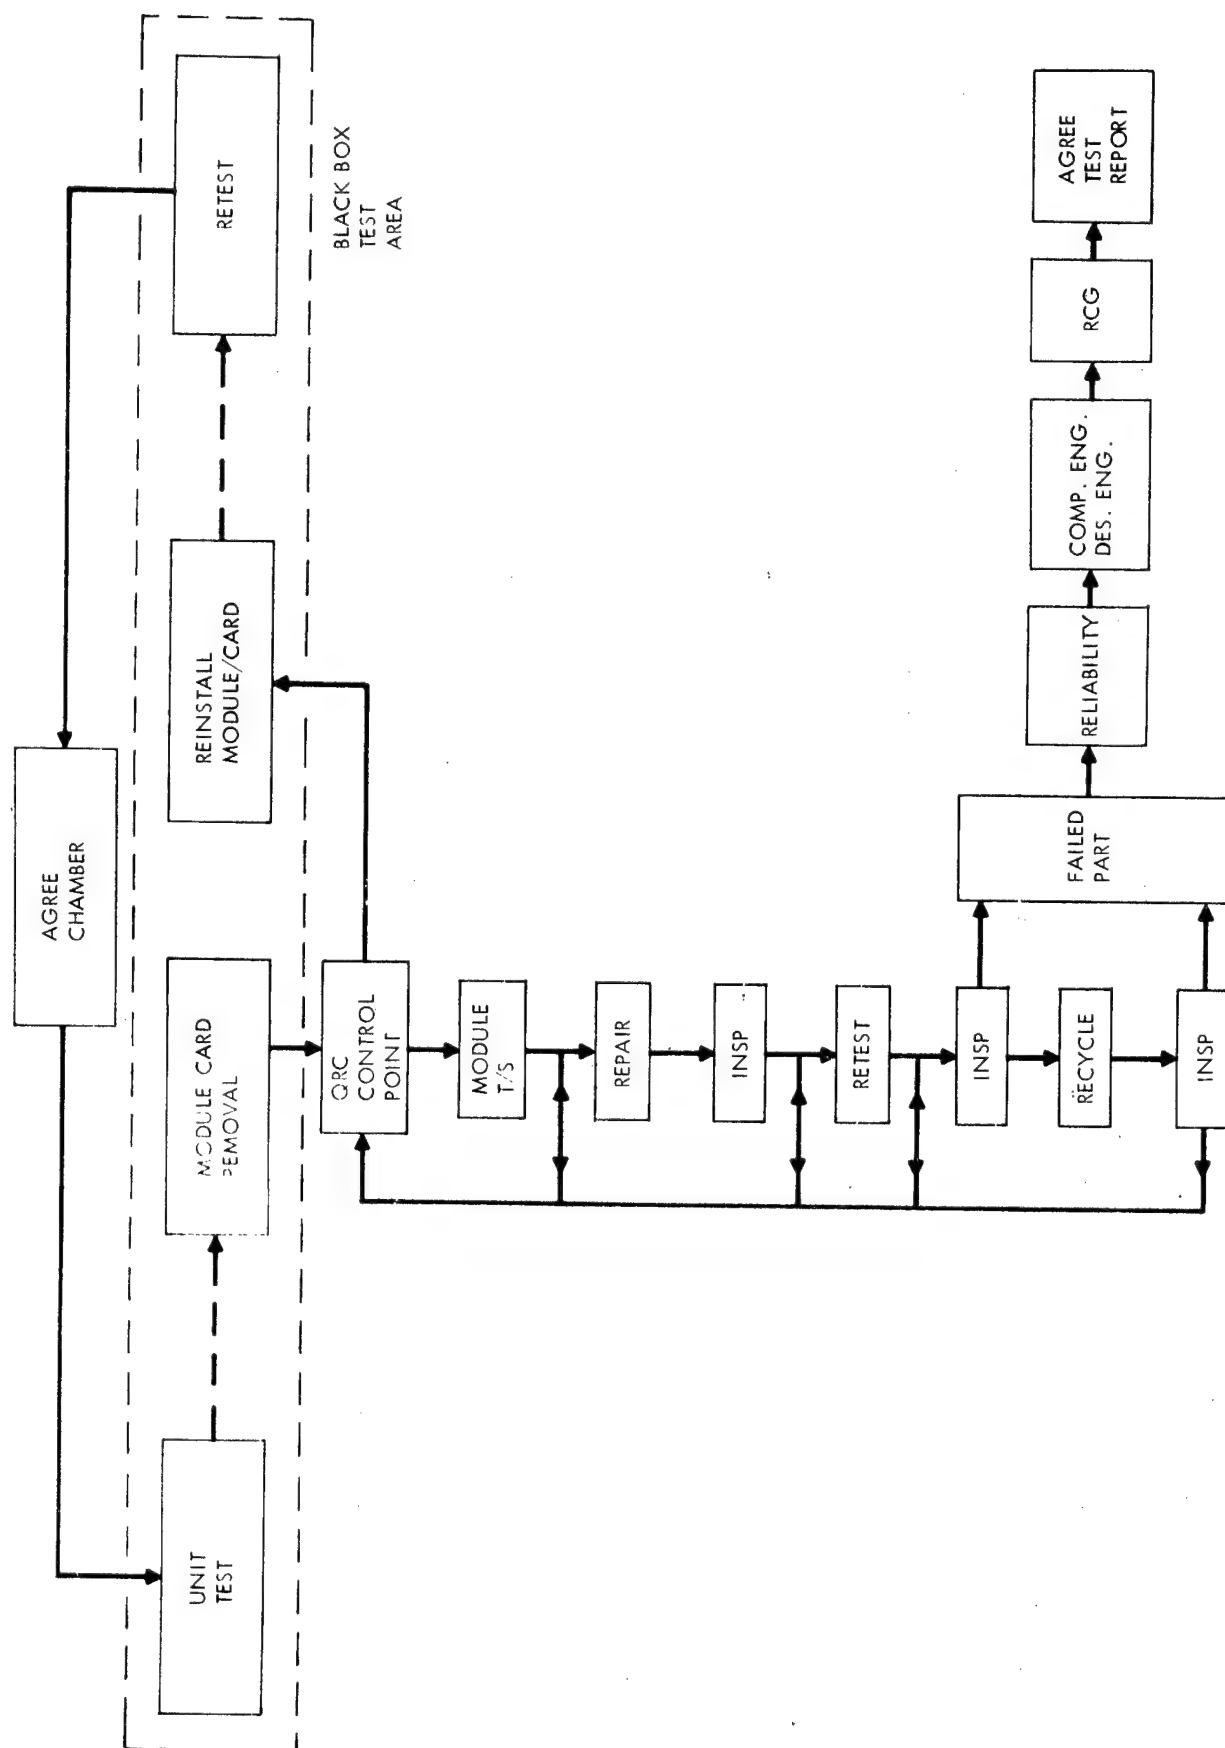 AGREE
CHAMBER
UNIT
TEST
MODULE CARD
REMOVAL
REINSTALL
MODULE/CARD
RETEST
BLACK BOX
TEST
AREA
QRC
CONTROL
POINT
MODULE
T/S
REPAIR
INSP
RETEST
INSP
RECYCLE
INSP
FAILED
PART
RELIABILITY
COMP. ENG.
DES. ENG.
RCG
AGREE
TEST
REPORT